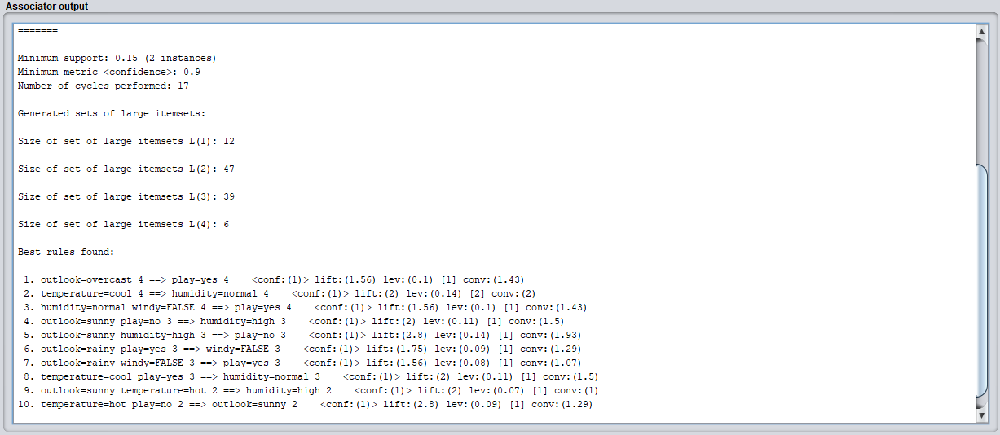 Associator output
=======
Minimum support: 0.15 (2 instances)
Minimum metric <confidence>: 0.9
Number of cycles performed: 17
Generated sets of large itemsets:
Size of set of large itemsets L(1): 12
Size of set of large itemsets L(2): 47
Size of set of large itemsets L(3): 39
Size of set of large itemsets L(4): 6
Best rules found:
1. outlook=overcast 4 ==> play=yes 4    <conf:(1)> lift:(1.56) lev:(0.1) [1] conv:(1.43)
2. temperature=cool 4 ==> humidity=normal 4    <conf:(1)> lift:(2) lev:(0.14) [2] conv:(2)
3. humidity=normal windy=FALSE 4 ==> play=yes 4    <conf:(1)> lift:(1.56) lev:(0.1) [1] conv:(1.43)
4. outlook=sunny play=no 3 ==> humidity=high 3    <conf:(1)> lift:(2) lev:(0.11) [1] conv:(1.5)
5. outlook=sunny humidity=high 3 ==> play=no 3    <conf:(1)> lift:(2.8) lev:(0.14) [1] conv:(1.93)
6. outlook=rainy play=yes 3 ==> windy=FALSE 3    <conf:(1)> lift:(1.75) lev:(0.09) [1] conv:(1.29)
7. outlook=rainy windy=FALSE 3 ==> play=yes 3    <conf:(1)> lift:(1.56) lev:(0.08) [1] conv:(1.07)
8. temperature=cool play=yes 3 ==> humidity=normal 3    <conf:(1)> lift:(2) lev:(0.11) [1] conv:(1.5)
9. outlook=sunny temperature=hot 2 ==> humidity=high 2    <conf:(1)> lift:(2) lev:(0.07) [1] conv:(1)
10. temperature=hot play=no 2 ==> outlook=sunny 2    <conf:(1)> lift:(2.8) lev:(0.09) [1] conv:(1.29)